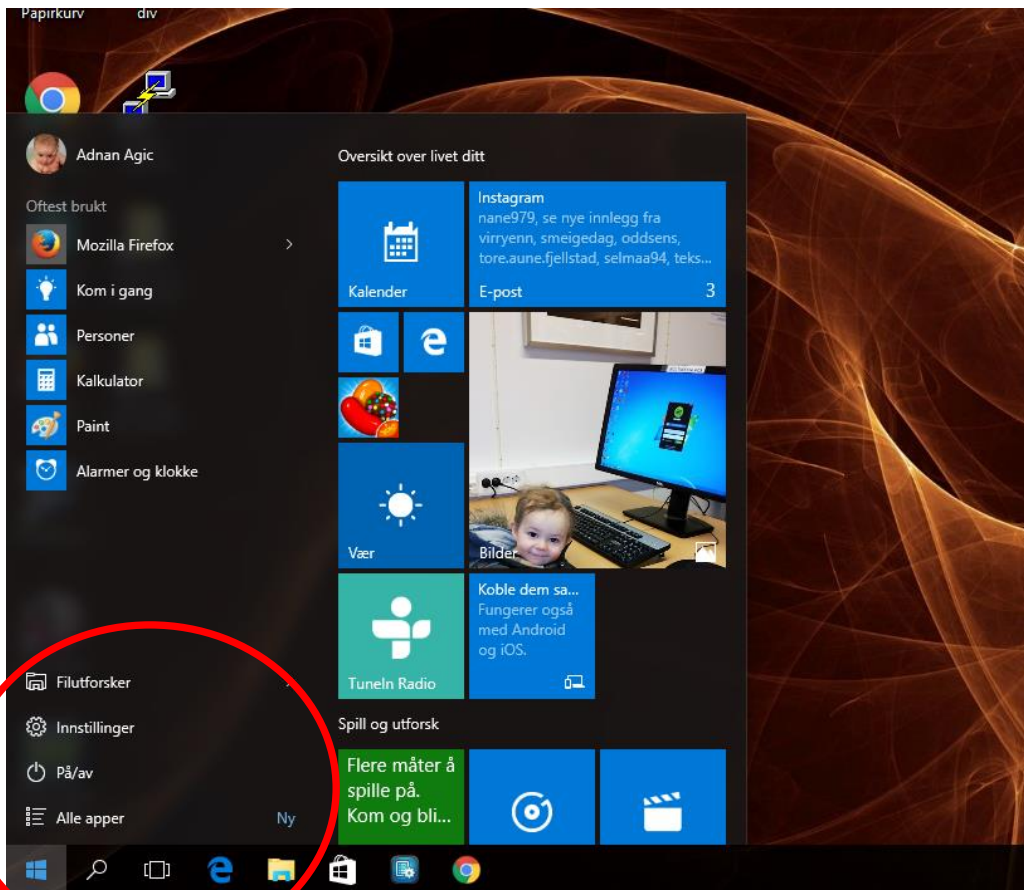 Papirkurv
div
Adnan Agic
Oftest brukt
Mozilla Firefox
Kom i gang
Personer
Kalkulator
Paint
Alarmer og klokke
Filutforsker
Innstillinger
På/av
Alle apper
Ny
Oversikt over livet ditt
Kalender
Instagram
nane979, se nye innlegg fra
virryenn, smeigedag, oddsens,
tore.aune.fjellstad, selmaa94, teks...
E-post
3
Vær
Bilder
TuneIn Radio
Koble dem sa...
Fungerer også
med Android
og iOS.
Spill og utforsk
Flere måter å
spille på.
Kom og bli...